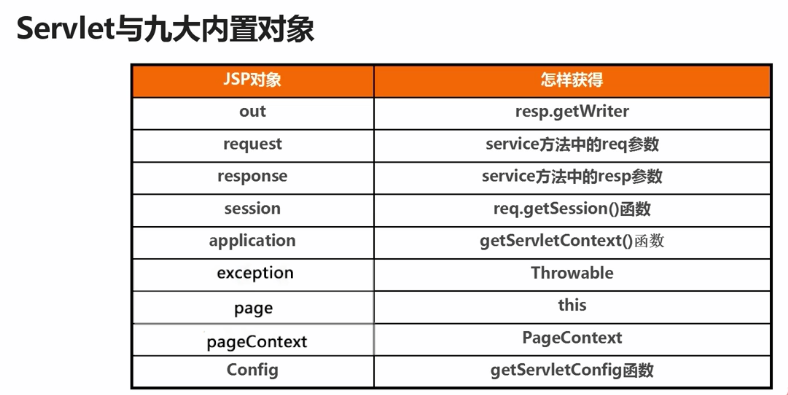 Servlet与九大内置对象
JSP对象 怎样获得
out resp.getWriter
request service方法中的req参数
response service方法中的resp参数
session req.getSession()函数
application getServletContext()函数
exception Throwable
page this
pageContext PageContext
Config getServletConfig函数